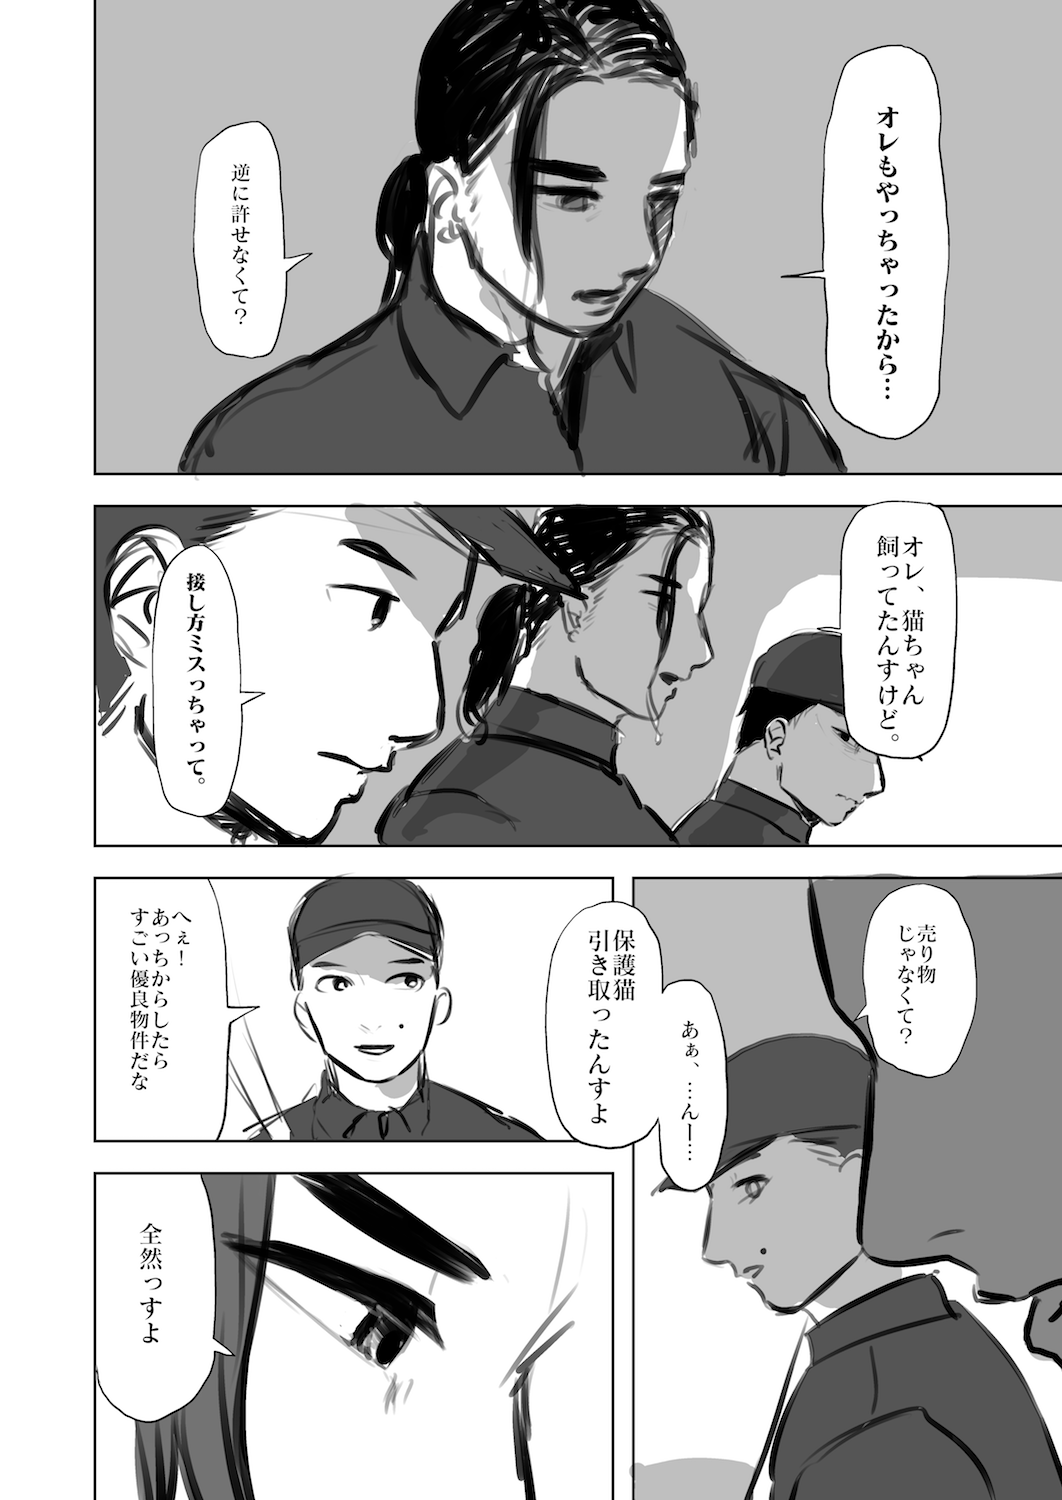 オレもやっちゃったから…
逆に許せなくて？
オレ、猫ちゃん
飼ってたんすけど。
接し方ミスっちゃって。
売り物
じゃなくて？
あぁ、…んー…
保護猫
引き取ったんすよ
へぇ！
あっちからしたら
すごい優良物件だな
全然っすよ